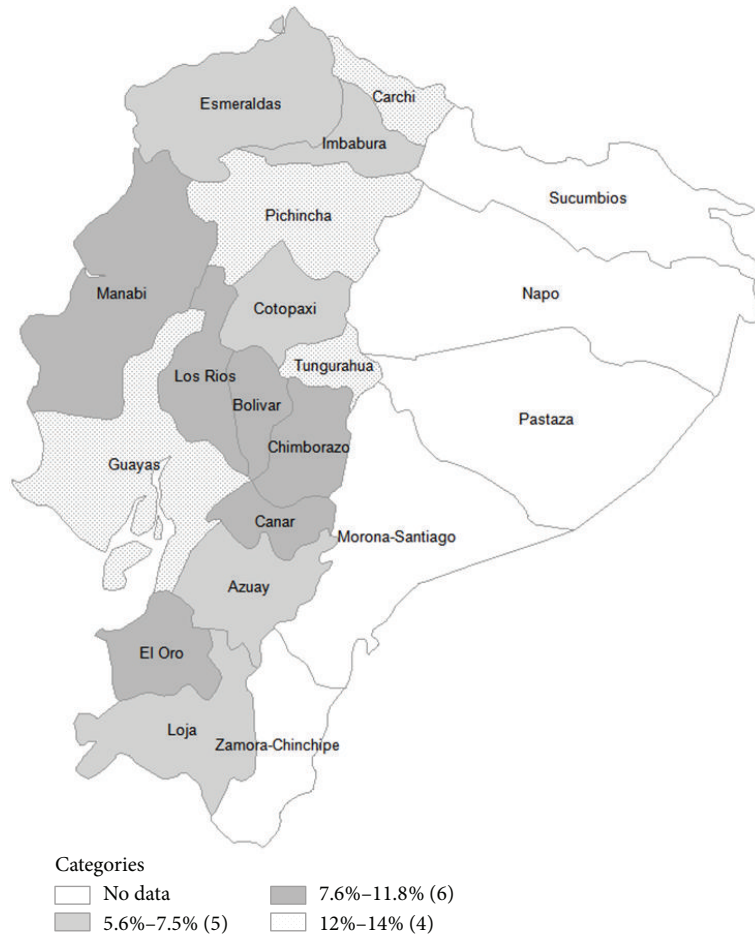 Carchi
Esmeraldas
Imbabura
Sucumbios
Pichincha
Napo
Manabi
Cotopaxi
Tungurahua
Los Rios
Bolivar
Pastaza
Chimborazo
Guayas
Canar
Morona-Santiago
Azuay
El Oro
Loja
Zamora-Chinchipe
Categories
No data
7.6%–11.8% (6)
5.6%–7.5% (5)
12%–14% (4)